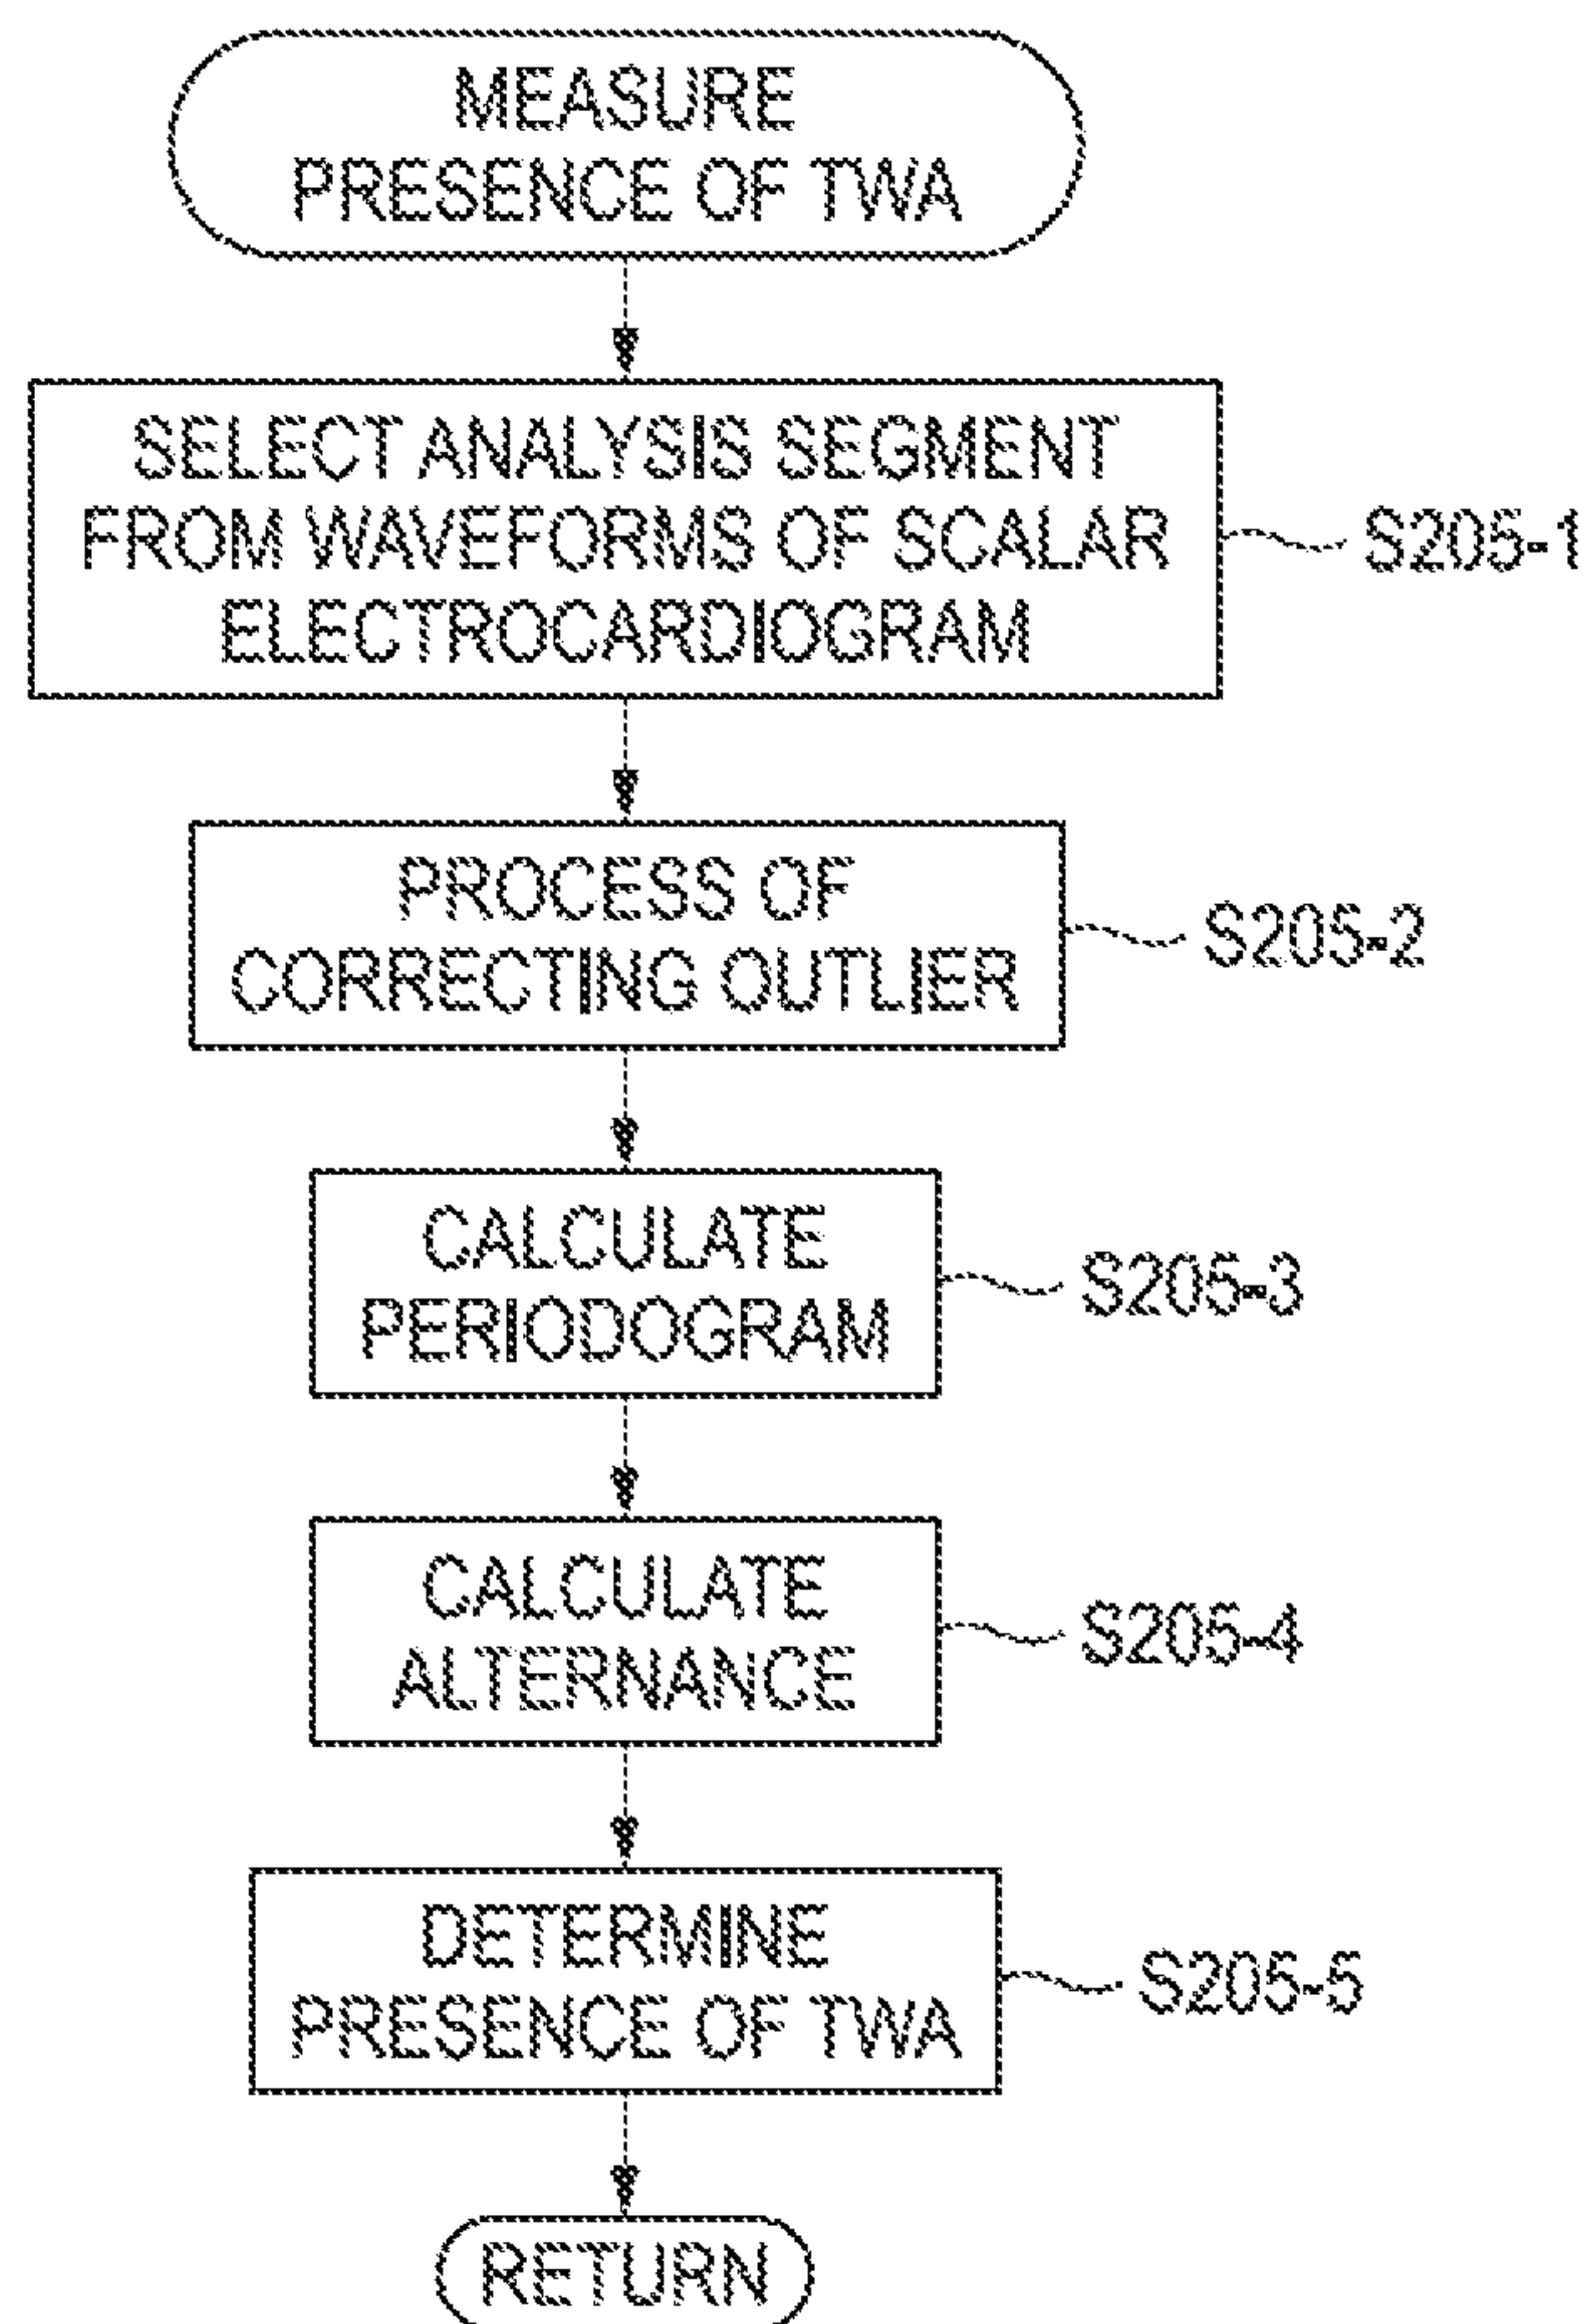 MEASURE
PRESENCE OF TWA
SELECT ANALYSIS SEGMENT
FROM WAVEFORMS OF SCALAR
ELECTROCARDIOGRAM
S205-1
PROCESS OF
CORRECTING OUTLIER
S205-2
CALCULATE
PERIODOGRAM
S205-3
CALCULATE
ALTERNANCE
S205-4
DETERMINE
PRESENCE OF TWA
S205-5
RETURN